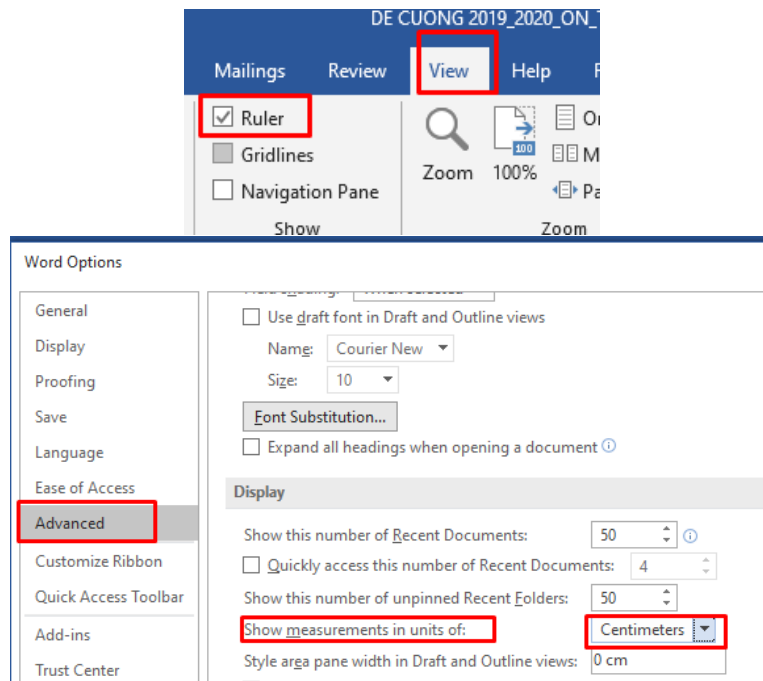 DE CUONG 2019_2020_ON_
Mailings Review View Help
Ruler
Gridlines
Navigation Pane
Show
Zoom 100%
100
Zoom
Word Options
General
Display
Proofing
Save
Language
Ease of Access
Advanced
Customize Ribbon
Quick Access Toolbar
Add-ins
Trust Center
Use draft font in Draft and Outline views
Name: Courier New
Size: 10
Font Substitution...
Expand all headings when opening a document
Display
Show this number of Recent Documents: 50
Quickly access this number of Recent Documents: 4
Show this number of unpinned Recent Folders: 50
Show measurements in units of: Centimeters
Style area pane width in Draft and Outline views: 0 cm